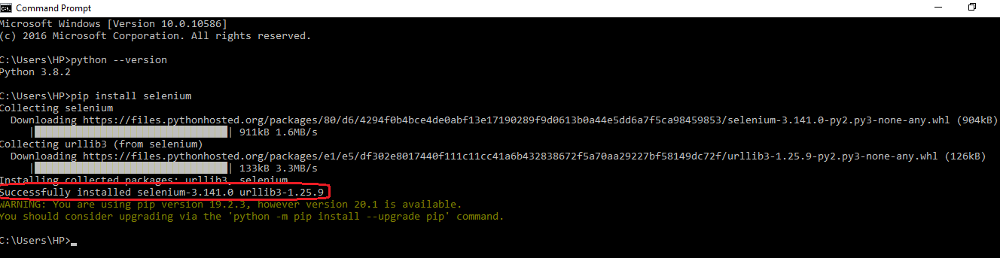 Command Prompt
Microsoft Windows [Version 10.0.10586]
(c) 2016 Microsoft Corporation. All rights reserved.
C:\Users\HP>python --version
Python 3.8.2
C:\Users\HP>pip install selenium
Collecting selenium
  Downloading https://files.pythonhosted.org/packages/80/d6/4294f0b4bce4de0abf13e17190289f9d0613b0a44e5dd6a7f5ca98459853/selenium-3.141.0-py2.py3-none-any.whl (904kB)
     |████████████████████████████████| 911kB 1.6MB/s
Collecting urllib3 (from selenium)
  Downloading https://files.pythonhosted.org/packages/e1/e5/df302e8017440f111c11cc41a6b432838672f5a70aa29227bf58149dc72f/urllib3-1.25.9-py2.py3-none-any.whl (126kB)
     |████████████████████████████████| 133kB 3.3MB/s
Installing collected packages: urllib3, selenium
Successfully installed selenium-3.141.0 urllib3-1.25.9
WARNING: You are using pip version 19.2.3, however version 20.1 is available.
You should consider upgrading via the 'python -m pip install --upgrade pip' command.
C:\Users\HP>_